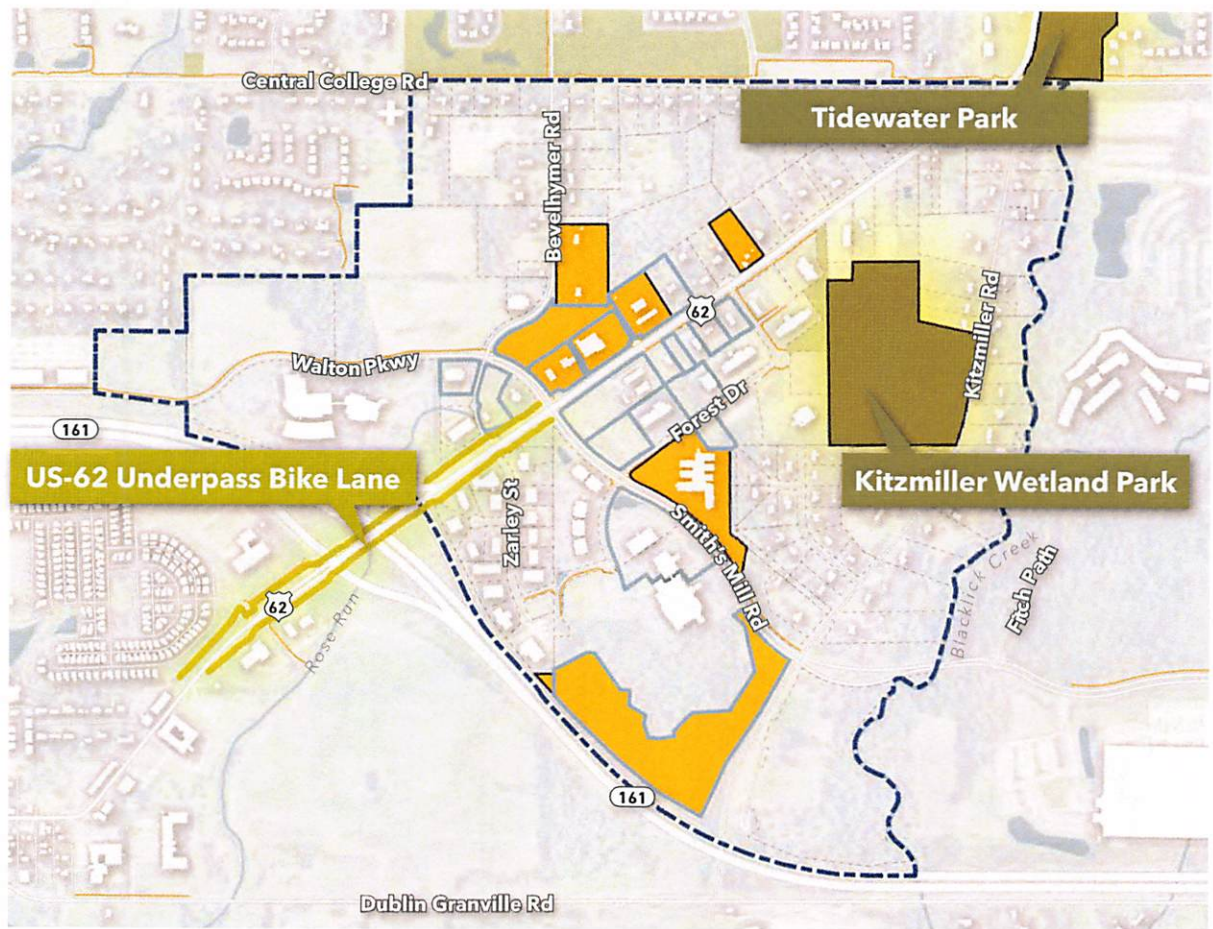 Central College Rd
Tidewater Park
Bevelhymer Rd
62
Kitzmiller Rd
Walton Pkwy
Forest Dr
161
US-62 Underpass Bike Lane
Kitzmiller Wetland Park
Zarley St
Smith's Mill Rd
Blacklick Creek
Fitch Path
62
Rose Run
161
Dublin Granville Rd